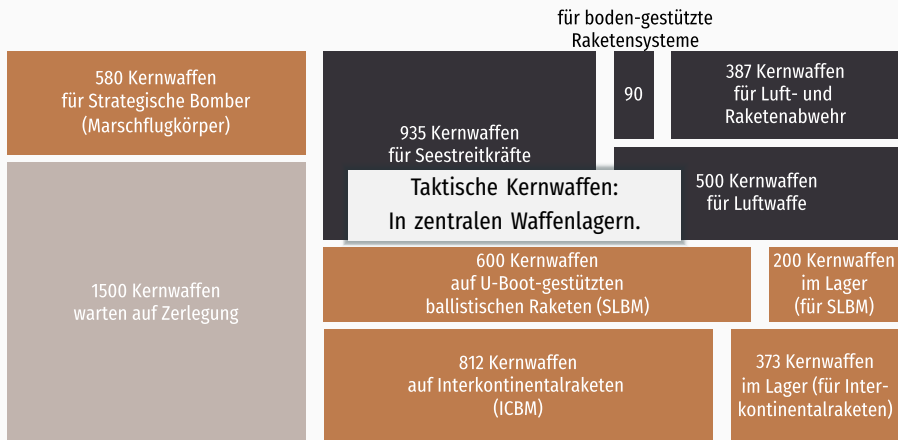 für boden-gestützte
Raketensysteme
580 Kernwaffen
für Strategische Bomber
(Marschflugkörper)
935 Kernwaffen
für Seestreitkräfte
90
387 Kernwaffen
für Luft- und
Raketenabwehr
500 Kernwaffen
für Luftwaffe
Taktische Kernwaffen:
In zentralen Waffenlagern.
1500 Kernwaffen
warten auf Zerlegung
600 Kernwaffen
auf U-Boot-gestützten
ballistischen Raketen (SLBM)
200 Kernwaffen
im Lager
(für SLBM)
812 Kernwaffen
auf Interkontinentalraketen
(ICBM)
373 Kernwaffen
im Lager (für Inter-
kontinentalraketen)